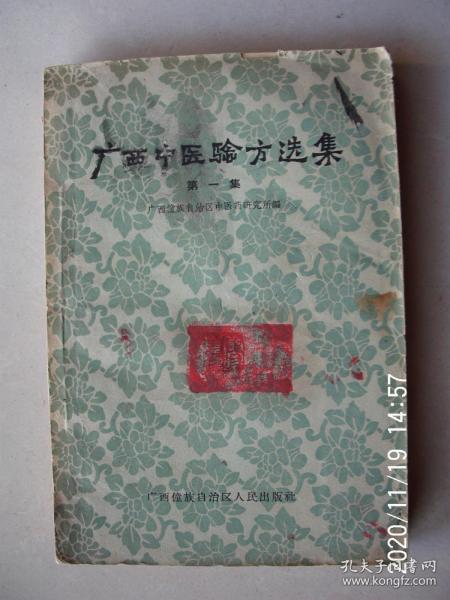 广西中医验方选集
第一集
广西僮族自治区中医药研究所编
广西僮族自治区人民出版社
2020/11/19 14:57
孔夫子旧书网
www.kongfz.com